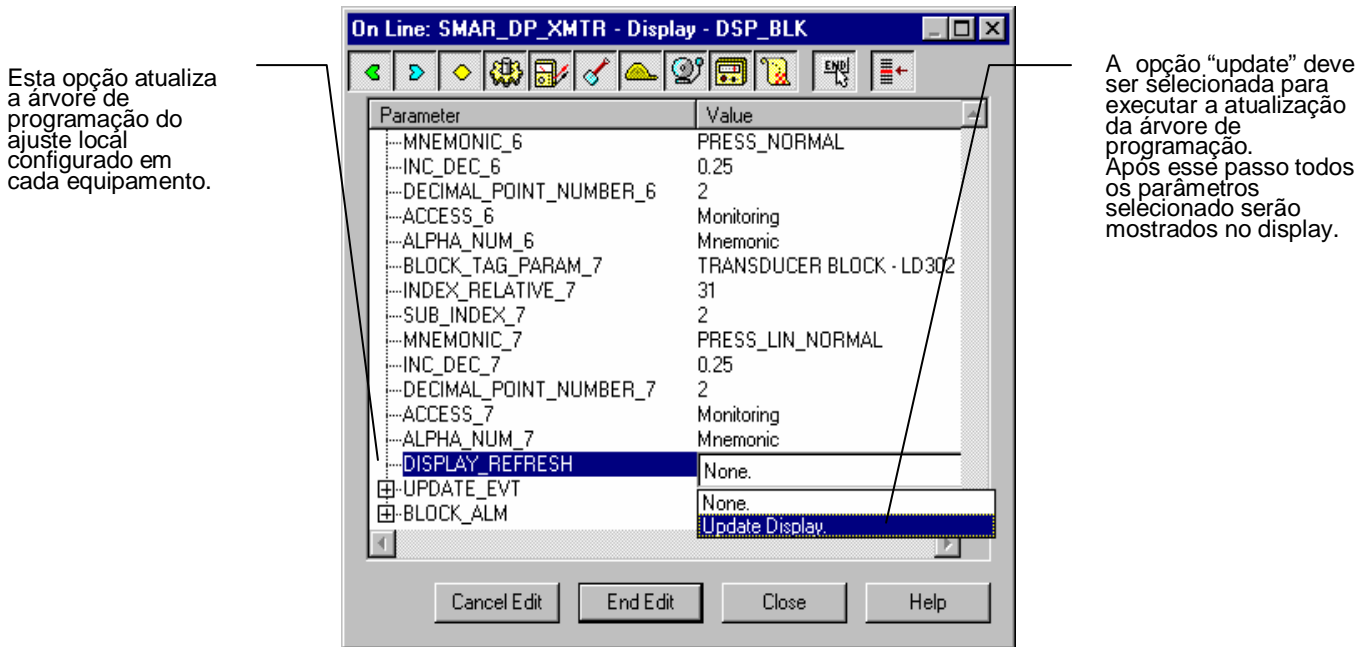 Esta opção atualiza
a árvore de
programação do
ajuste local
configurado em
cada equipamento.
On Line: SMAR_DP_XMTR - Display - DSP_BLK
END
Parameter Value
MNEMONIC_6 PRESS_NORMAL
INC_DEC_6 0.25
DECIMAL_POINT_NUMBER_6 2
ACCESS_6 Monitoring
ALPHA_NUM_6 Mnemonic
BLOCK_TAG_PARAM_7 TRANSDUCER BLOCK - LD302
INDEX_RELATIVE_7 31
SUB_INDEX_7 2
MNEMONIC_7 PRESS_LIN_NORMAL
INC_DEC_7 0.25
DECIMAL_POINT_NUMBER_7 2
ACCESS_7 Monitoring
ALPHA_NUM_7 Mnemonic
DISPLAY_REFRESH None.
UPDATE_EVT None.
BLOCK_ALM Update Display.
Cancel Edit End Edit Close Help
A opção “update” deve
ser selecionada para
executar a atualização
da árvore de
programação.
Após esse passo todos
os parâmetros
selecionado serão
mostrados no display.